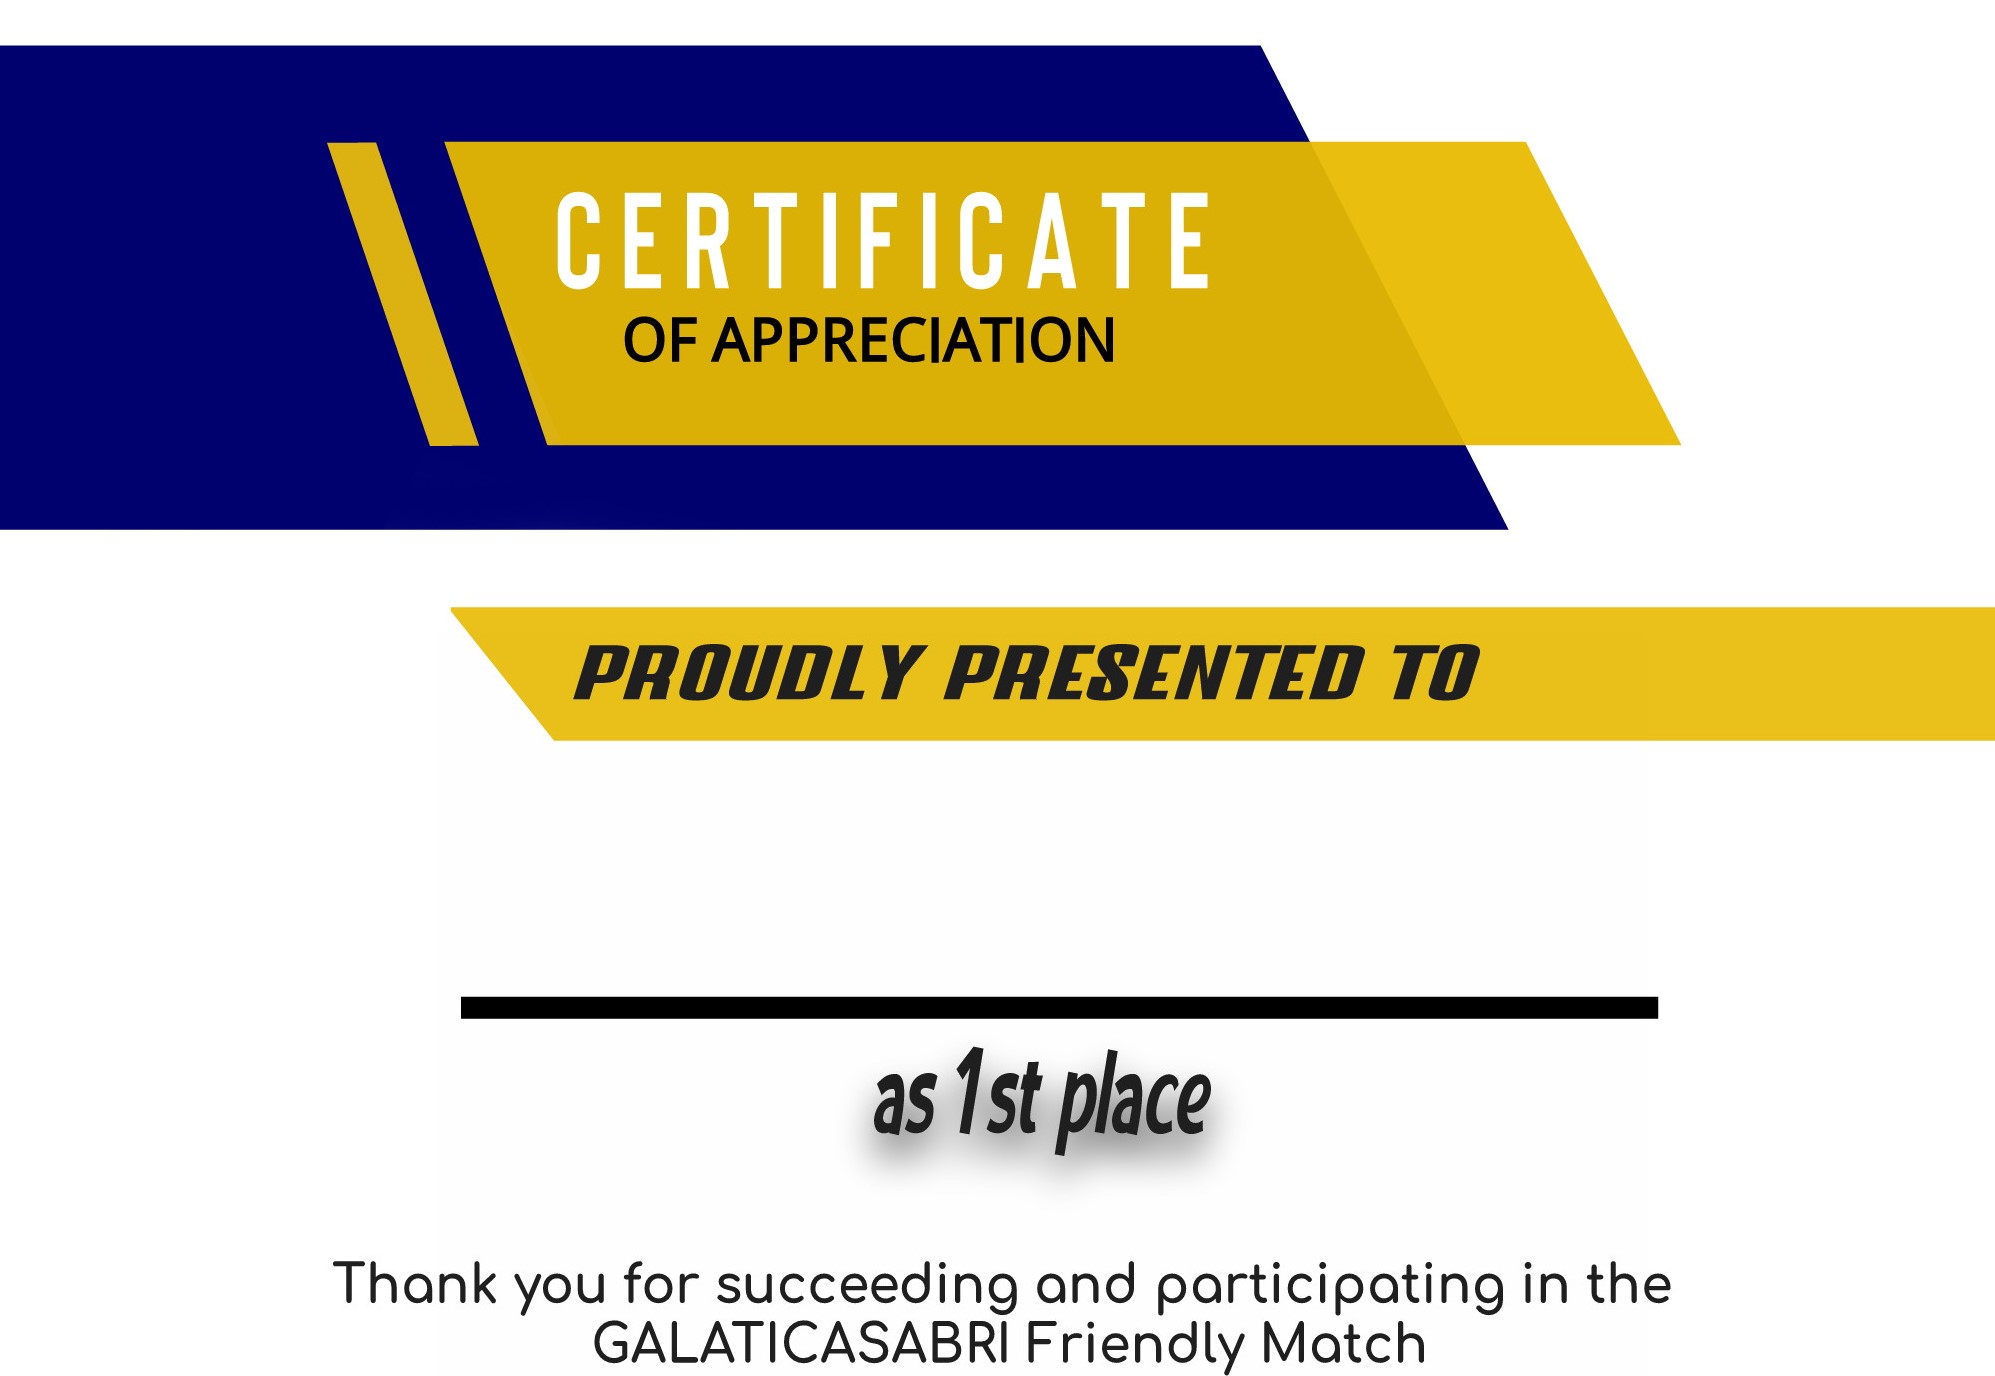 CERTIFICATE
OF APPRECIATION
PROUDLY PRESENTED TO
as 1st place
Thank you for succeeding and participating in the
GALATICASABRI Friendly Match